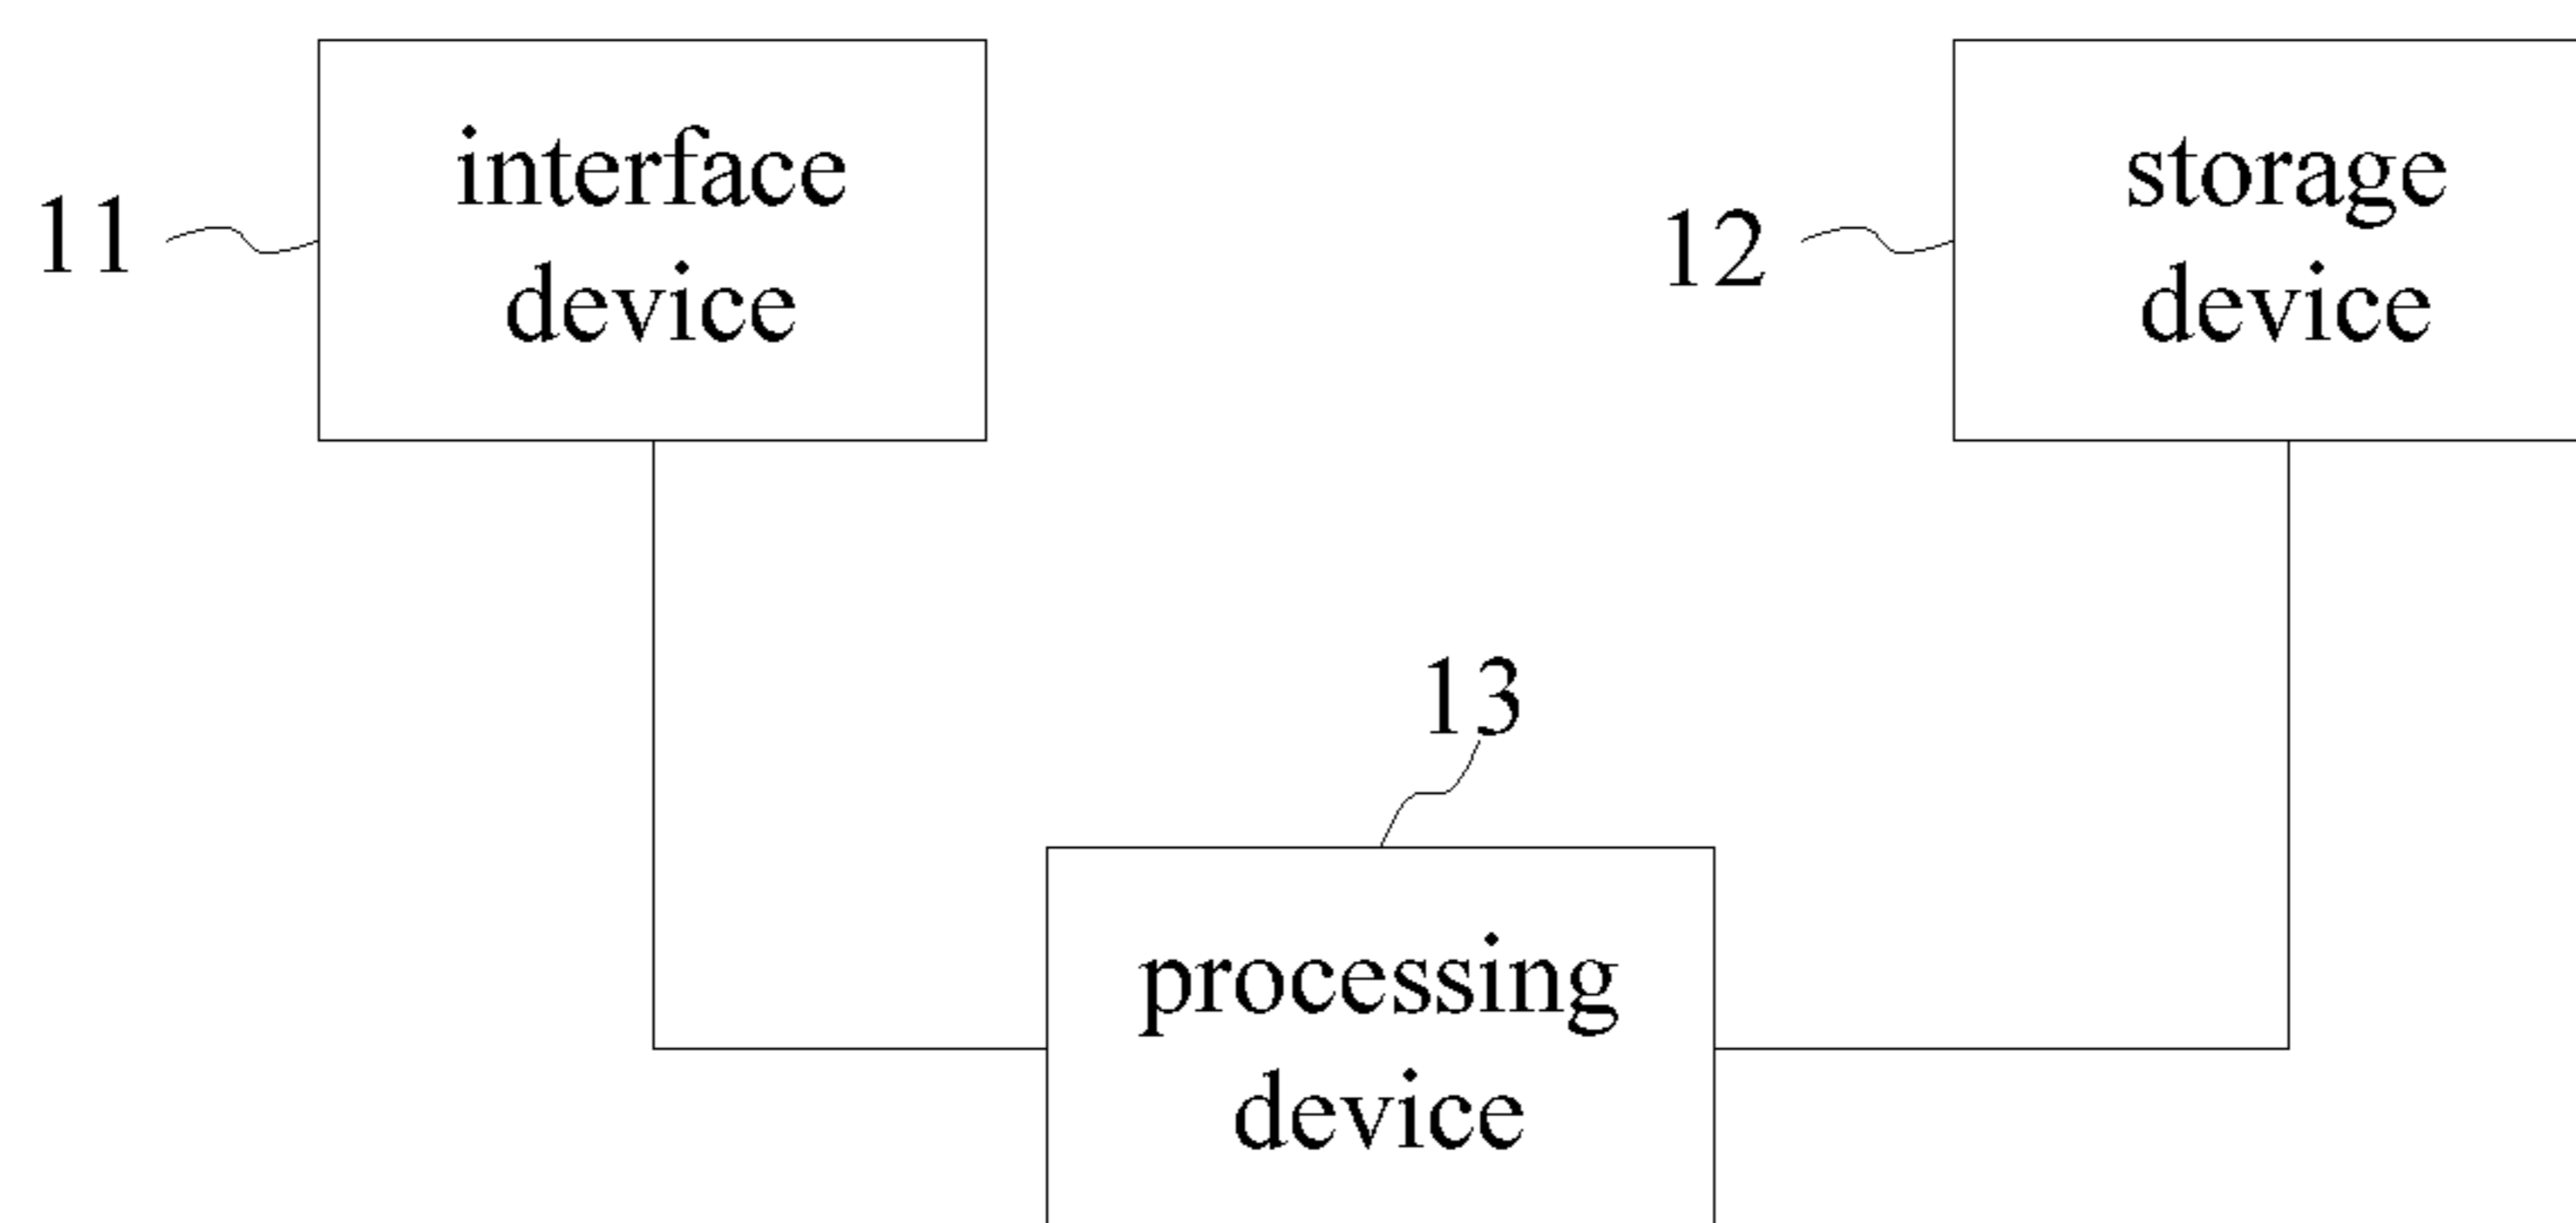 interface
device
11
storage
device
12
13
processing
device